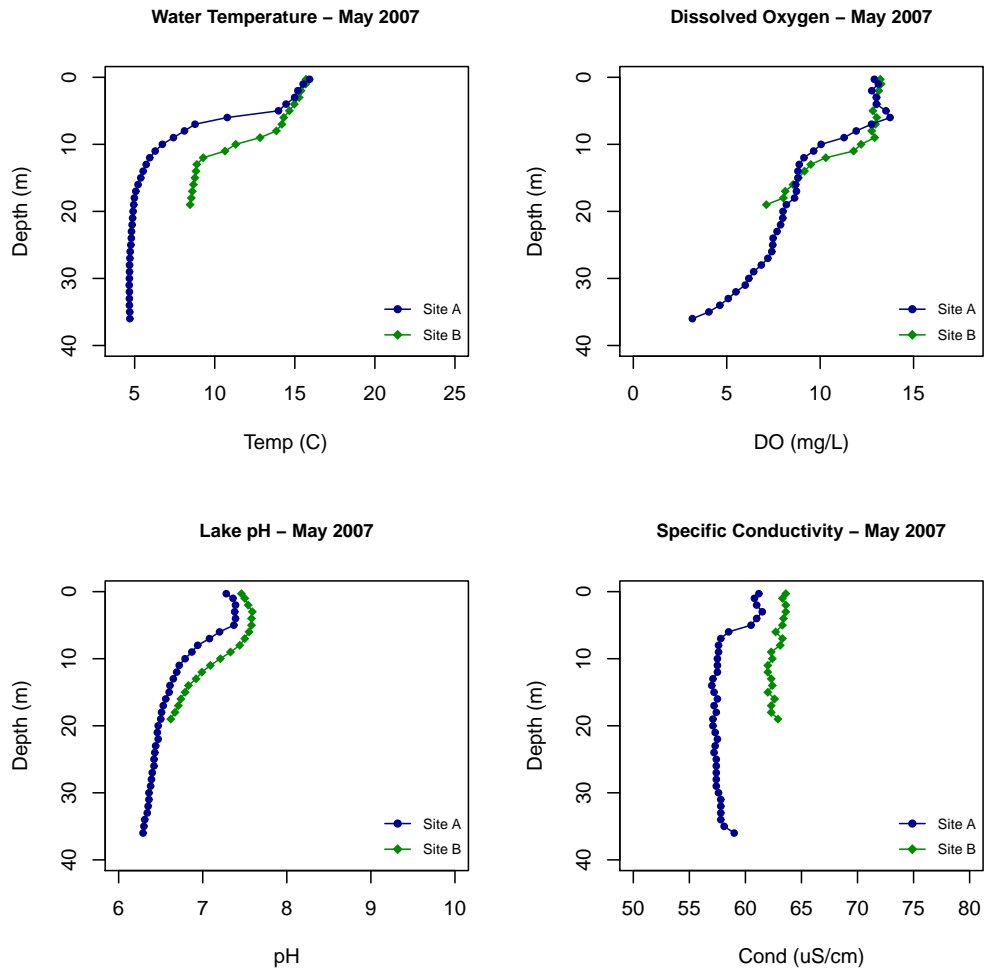 Water Temperature – May 2007
0
10
20
30
40
Depth (m)
5 10 15 20 25
Temp (C)
Site A
Site B
Dissolved Oxygen – May 2007
0
10
20
30
40
Depth (m)
0 5 10 15
DO (mg/L)
Site A
Site B
Lake pH – May 2007
0
10
20
30
40
Depth (m)
6 7 8 9 10
pH
Site A
Site B
Specific Conductivity – May 2007
0
10
20
30
40
Depth (m)
50 55 60 65 70 75 80
Cond (uS/cm)
Site A
Site B